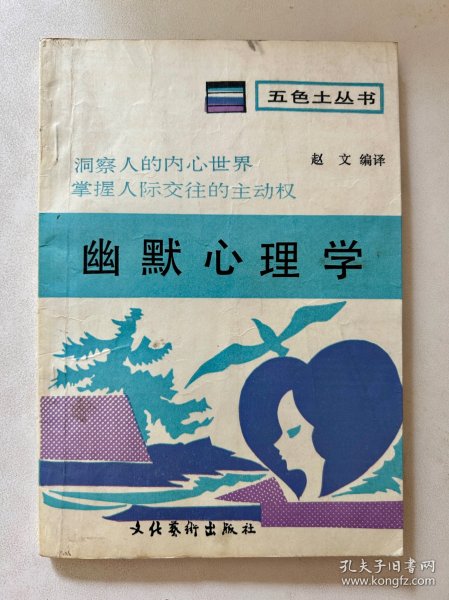 五色土丛书
洞察人的内心世界
掌握人际交往的主动权
赵文 编译
幽默心理学
文化藝術出版社
孔夫子旧书网
www.kongfz.com